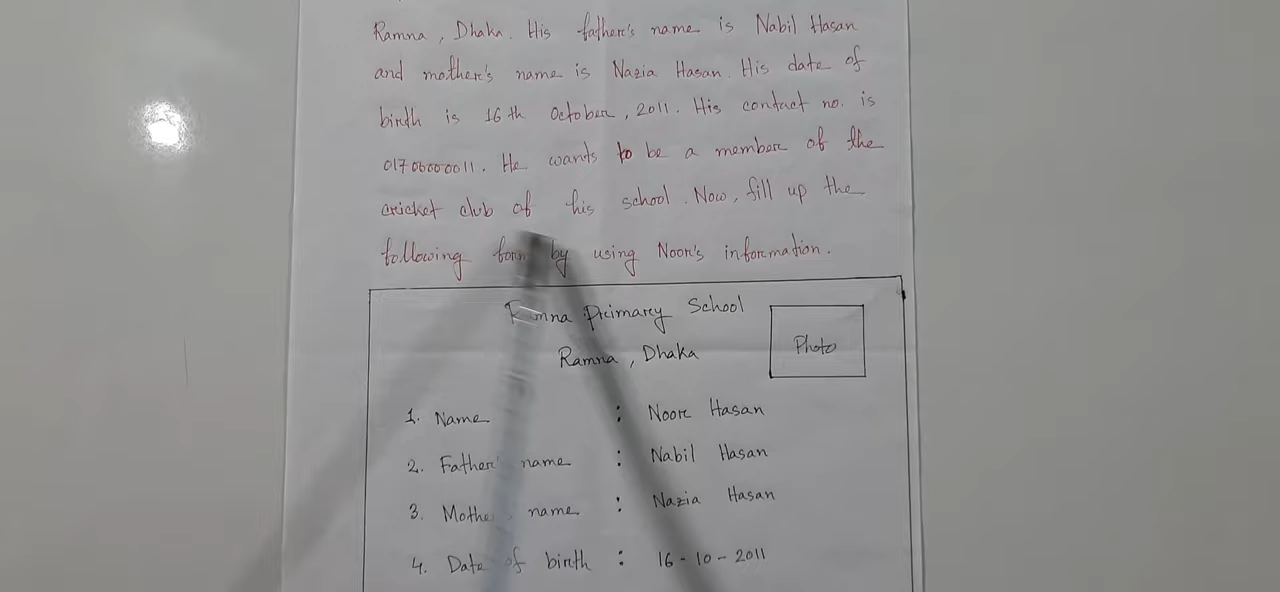 Ramna, Dhaka. His father's name is Nabil Hasan
and mother's name is Nazia Hasan. His date of
birth is 16th October, 2011. His contact no. is
He wants to be a member of the
cricket club of his school. Now, fill up the
following form by using Noor's information.
Ramna Primary School
Ramna, Dhaka
Photo
1. Name : Noor Hasan
2. Father's name : Nabil Hasan
3. Mother's name : Nazia Hasan
4. Date of birth : 16-10-2011